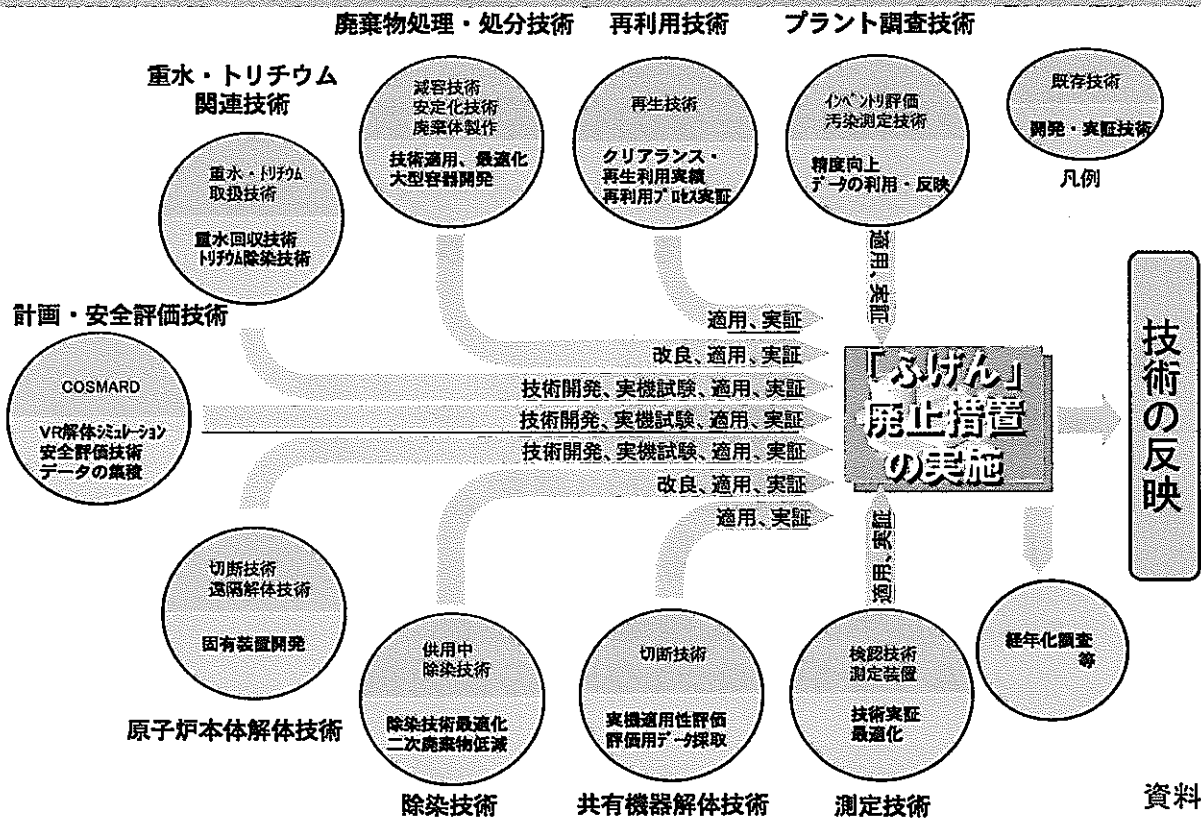 廃棄物処理・処分技術
再利用技術
プラント調査技術
重水・トリチウム
関連技術
減容技術
安定化技術
廃棄体製作
技術適用、最適化
大型容器開発
再生技術
クリアランス・
再生利用実績
再利用プロセス実証
インベントリ評価
汚染測定技術
精度向上
データの利用・反映
既存技術
開発・実証技術
凡例
重水・トリチウム
取扱技術
重水回収技術
トリチウム除染技術
計画・安全評価技術
COSMARD
VR解体シミュレーション
安全評価技術
データの集積
適用、実証
適用、実証
改良、適用、実証
技術開発、実機試験、適用、実証
技術開発、実機試験、適用、実証
技術開発、実機試験、適用、実証
改良、適用、実証
適用、実証
適用、実証
「ふげん」
廃止措置
の実施
技術の反映
切断技術
遠隔解体技術
固有装置開発
原子炉本体解体技術
供用中
除染技術
除染技術最適化
二次廃棄物低減
除染技術
切断技術
実機適用性評価
評価用データ採取
共有機器解体技術
検認技術
測定装置
技術実証
最適化
測定技術
経年化調査
等
資料